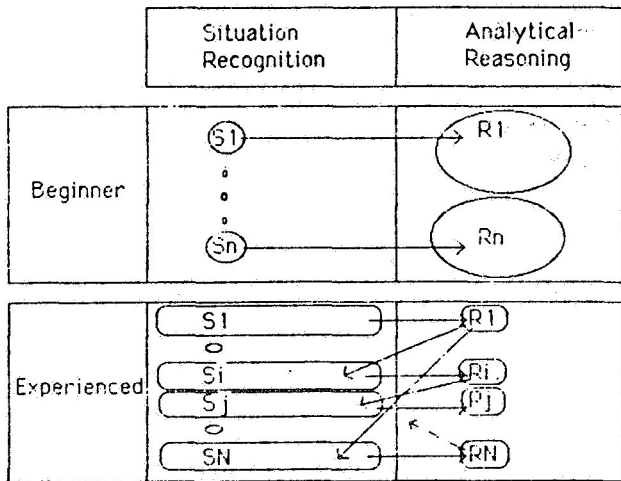 Situation Recognition
Analytical Reasoning
Beginner
S1
R1
Sn
Rn
Experienced
S1
R1
Si
Ri
Sj
Rj
SN
RN